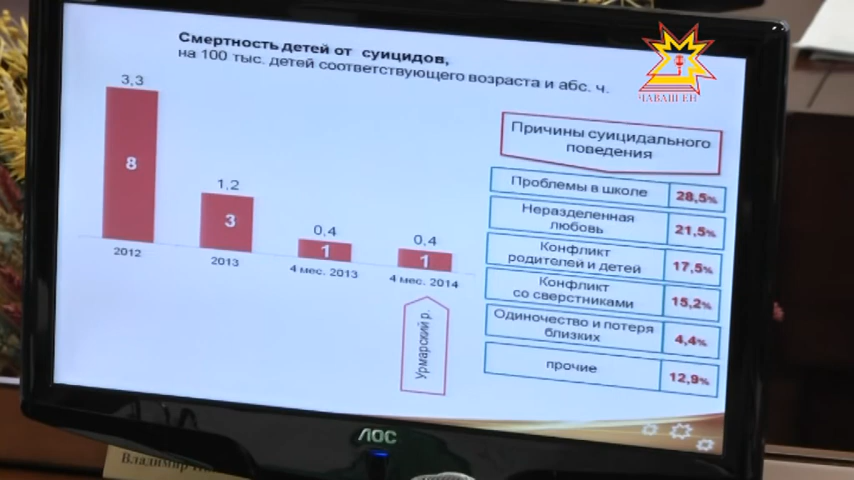 Смертность детей от суицидов,
на 100 тыс. детей соответствующего возраста и абс. ч.
ЧĂВАШ ЕН
3,3
8
2012
1,2
3
2013
0,4
1
4 мес. 2013
0,4
1
4 мес. 2014
Урмарский р.
Причины суицидального
поведения
Проблемы в школе 28,5%
Неразделенная
любовь 21,5%
Конфликт
родителей и детей 17,5%
Конфликт
со сверстниками 15,2%
Одиночество и потеря
близких 4,4%
прочие 12,9%
ЛОС
Владимир